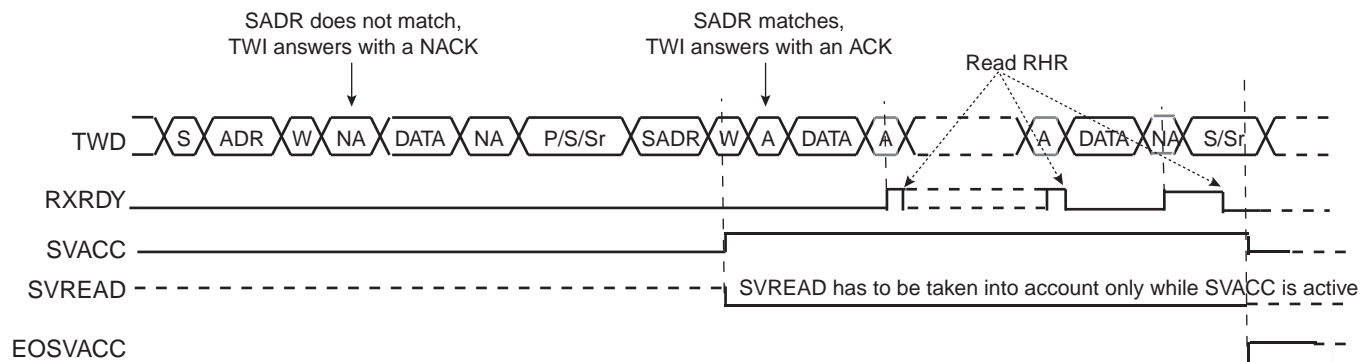 SADR does not match,
TWI answers with a NACK
SADR matches,
TWI answers with an ACK
Read RHR
TWD S ADR W NA DATA NA P/S/Sr SADR W A DATA A A DATA NA S/Sr
RXRDY
SVACC
SVREAD SVREAD has to be taken into account only while SVACC is active
EOSVACC